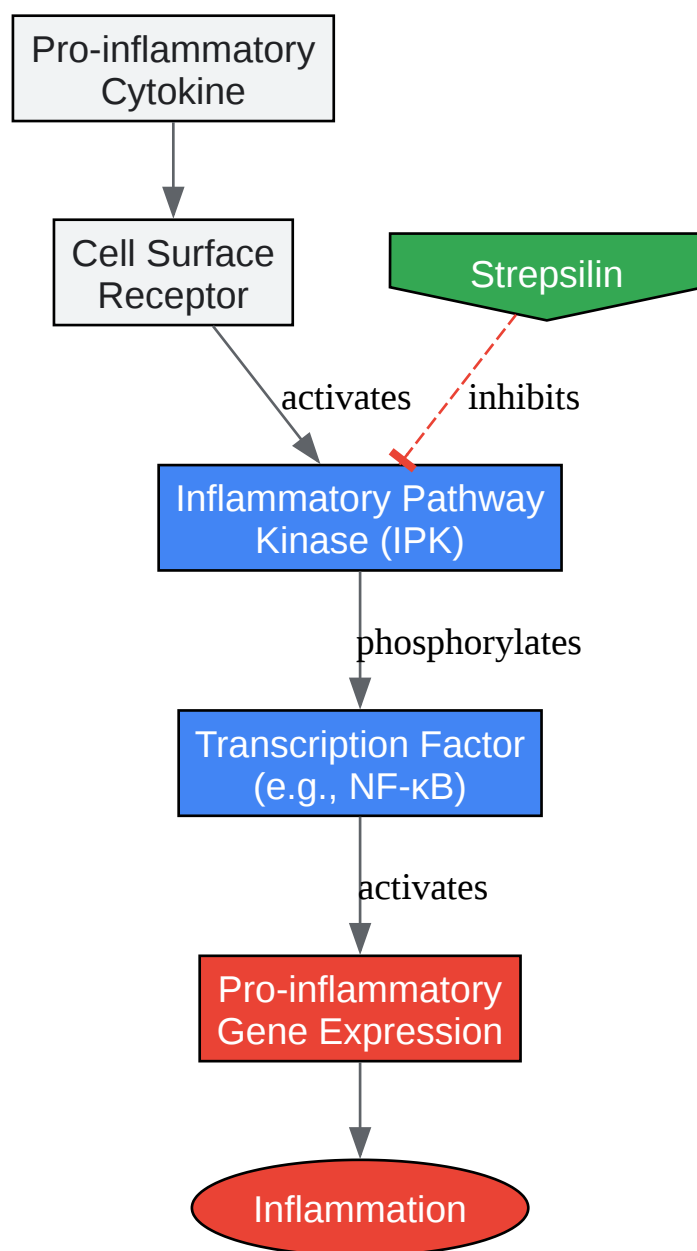 Pro-inflammatory
Cytokine
Cell Surface
Receptor
Strepsilin
activates
inhibits
Inflammatory Pathway
Kinase (IPK)
phosphorylates
Transcription Factor
(e.g., NF-κB)
activates
Pro-inflammatory
Gene Expression
Inflammation